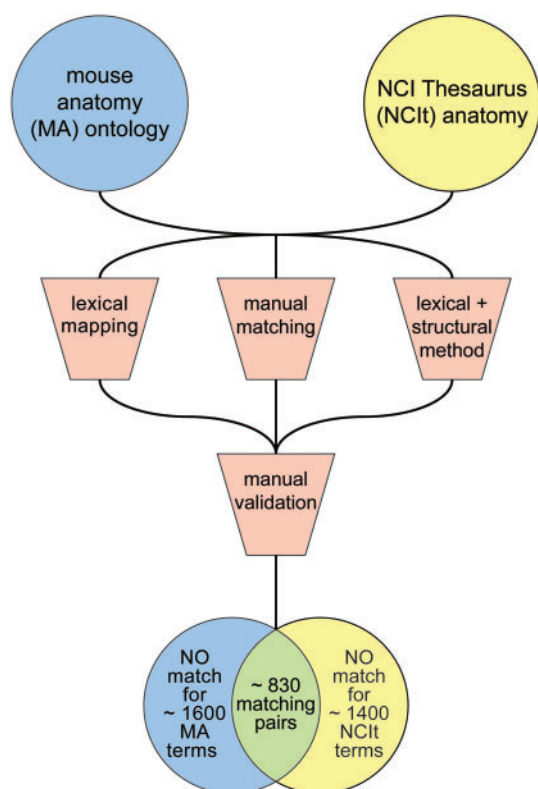 mouse
anatomy
(MA) ontology
NCI Thesaurus
(NCIt) anatomy
lexical
mapping
manual
matching
lexical +
structural
method
manual
validation
NO
match
for
~ 1600
MA
terms
~ 830
matching
pairs
NO
match
for
~ 1400
NCIt
terms